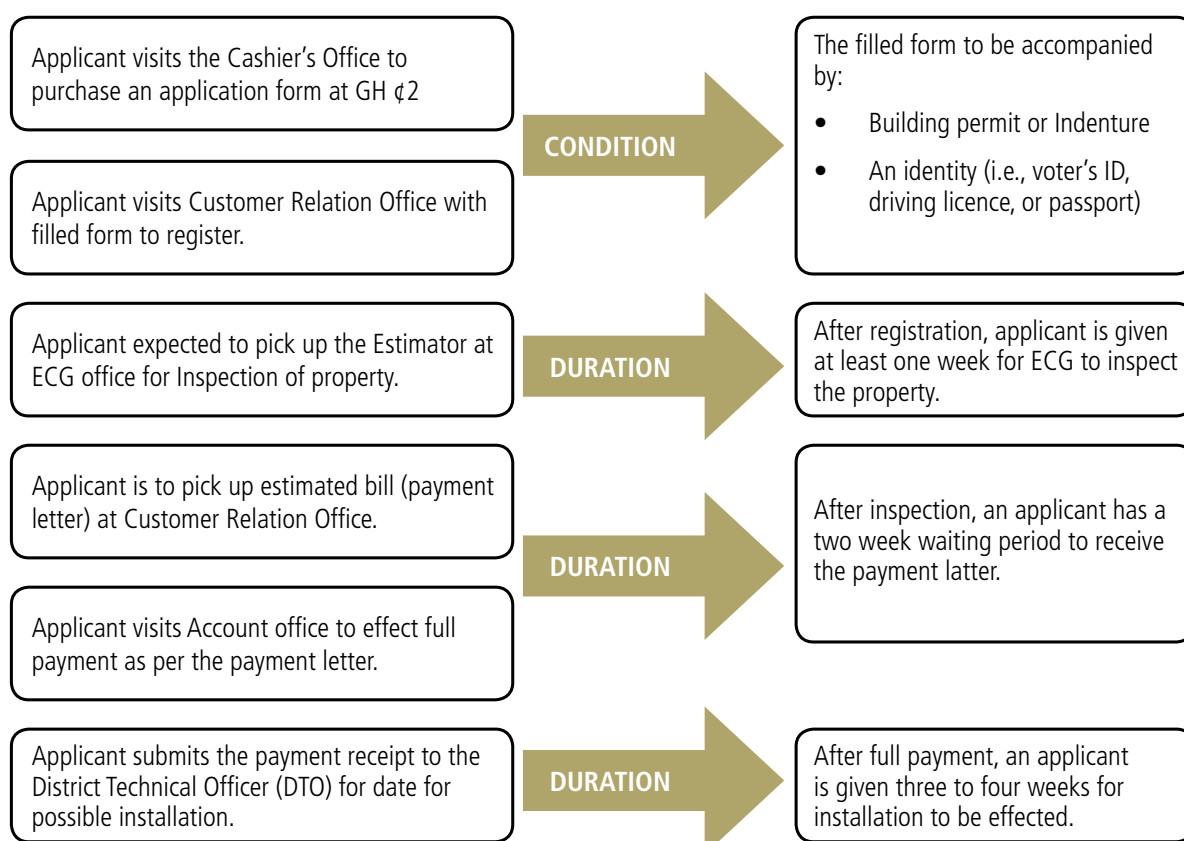 Applicant visits the Cashier's Office to
purchase an application form at GH ¢2
Applicant visits Customer Relation Office with
filled form to register.
CONDITION
The filled form to be accompanied
by:
• Building permit or Indenture
• An identity (i.e., voter's ID,
driving licence, or passport)
Applicant expected to pick up the Estimator at
ECG office for Inspection of property.
DURATION
After registration, applicant is given
at least one week for ECG to inspect
the property.
Applicant is to pick up estimated bill (payment
letter) at Customer Relation Office.
Applicant visits Account office to effect full
payment as per the payment letter.
DURATION
After inspection, an applicant has a
two week waiting period to receive
the payment latter.
Applicant submits the payment receipt to the
District Technical Officer (DTO) for date for
possible installation.
DURATION
After full payment, an applicant
is given three to four weeks for
installation to be effected.